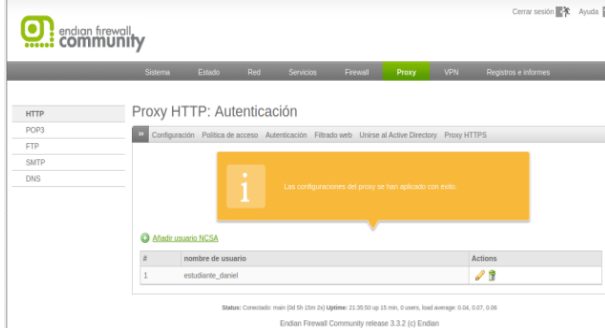 Cerrar sesión Ayuda
endian firewall
community
Sistema Estado Red Servicios Firewall Proxy VPN Registros e informes
HTTP
POP3
FTP
SMTP
DNS
Proxy HTTP: Autenticación
» Configuración Política de acceso Autenticación Filtrado web Unirse al Active Directory Proxy HTTPS
i
Las configuraciones del proxy se han aplicado con éxito.
Añadir usuario NCSA
# nombre de usuario Actions
1 estudiante_daniel
Status: Conectado: main (0d 5h 15m 2s) Uptime: 21:35:50 up 15 min, 0 users, load average: 0.04, 0.07, 0.06
Endian Firewall Community release 3.3.2 (c) Endian